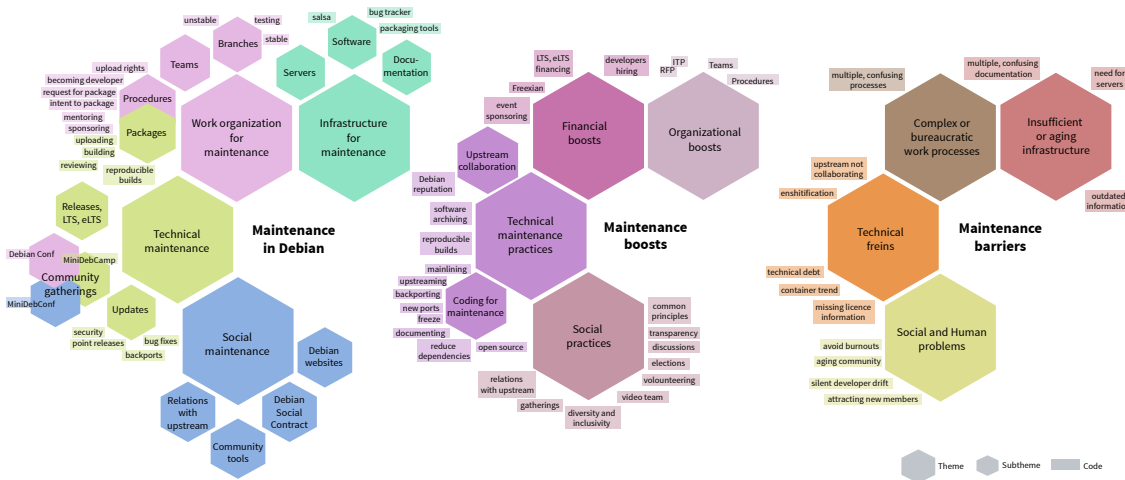 unstable
testing
Branches
stable
Teams
salsa
bug tracker
packaging tools
Software
Servers
Docu-
mentation
upload rights
becoming developer
request for package
intent to package
Procedures
mentoring
sponsoring
uploading
building
reviewing
Packages
reproducible
builds
Work organization
for
maintenance
Infrastructure
for
maintenance
Releases,
LTS, eLTS
Technical
maintenance
Maintenance
in Debian
Debian Conf
MiniDebCamp
Community
gatherings
MiniDebConf
Updates
security
point releases
bug fixes
backports
Social
maintenance
Debian
websites
Relations
with
upstream
Debian
Social
Contract
Community
tools
LTS, eLTS
financing
developers
hiring
ITP
RFP
Teams
Procedures
Freexian
event
sponsoring
Financial
boosts
Organizational
boosts
Upstream
collaboration
Debian
reputation
software
archiving
reproducible
builds
Technical
maintenance
practices
Maintenance
boosts
mainlining
upstreaming
backporting
new ports
freeze
documenting
reduce
dependencies
open source
Coding for
maintenance
Social
practices
common
principles
transparency
discussions
elections
volounteering
video team
relations
with upstream
gatherings
diversity and
inclusivity
multiple, confusing
processes
multiple, confusing
documentation
need for
servers
Complex or
bureaucratic
work processes
Insufficient
or aging
infrastructure
upstream not
collaborating
enshitification
outdated
informatio
Technical
freins
Maintenance
barriers
technical debt
container trend
missing licence
information
Social and Human
problems
avoid burnouts
aging community
silent developer drift
attracting new members
Theme
Subtheme
Code